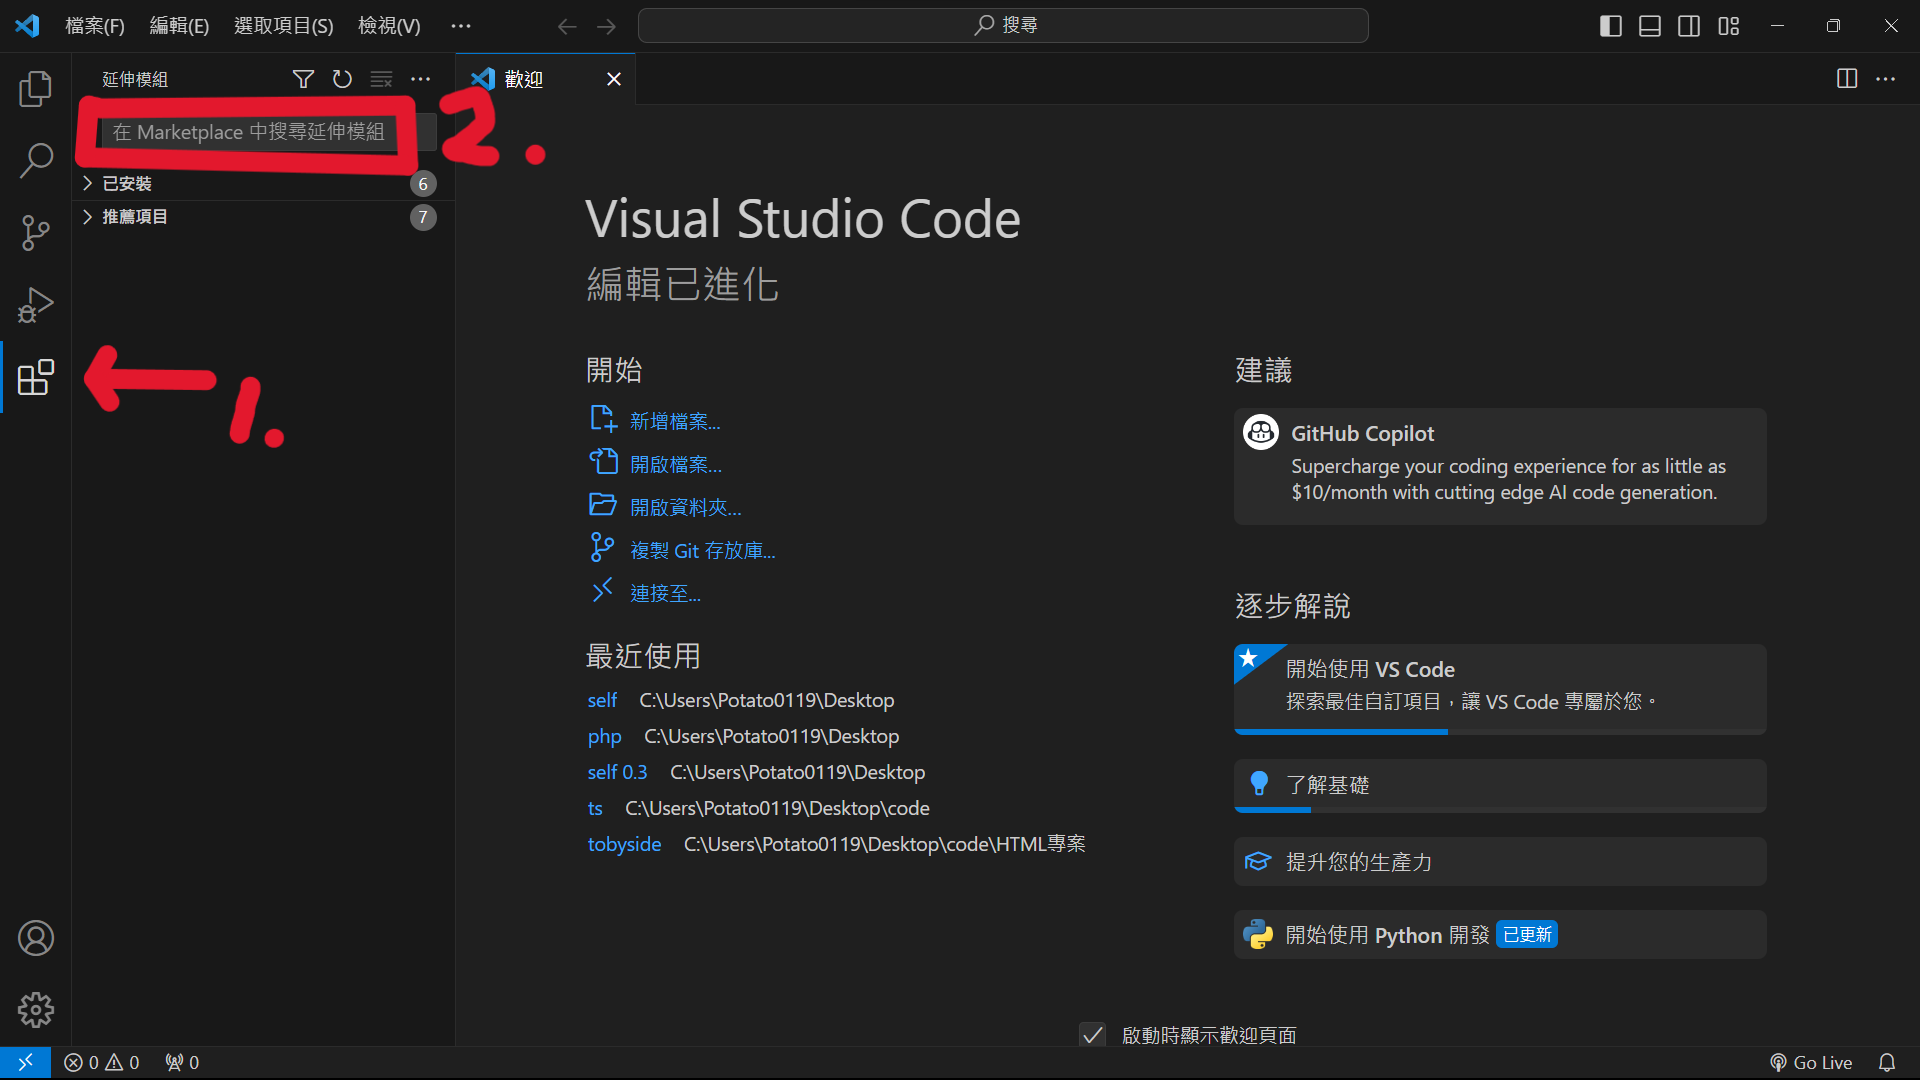 檔案(F) 編輯(E) 選取項目(S) 檢視(V) ··· 搜尋
延伸模組 ··· 歡迎 ···
在 Marketplace 中搜尋延伸模組 2.
已安裝 6
推薦項目 7
1.
Visual Studio Code
編輯已進化
開始
新增檔案...
開啟檔案...
開啟資料夾...
複製 Git 存放庫...
連接至...
最近使用
self C:\Users\Potato0119\Desktop
php C:\Users\Potato0119\Desktop
self 0.3 C:\Users\Potato0119\Desktop
ts C:\Users\Potato0119\Desktop\code
tobyside C:\Users\Potato0119\Desktop\code\HTML專案
建議
GitHub Copilot
Supercharge your coding experience for as little as
$10/month with cutting edge AI code generation.
逐步解說
開始使用 VS Code
探索最佳自訂項目，讓 VS Code 專屬於您。
了解基礎
提升您的生產力
開始使用 Python 開發 已更新
啟動時顯示歡迎頁面
0 0 0 Go Live